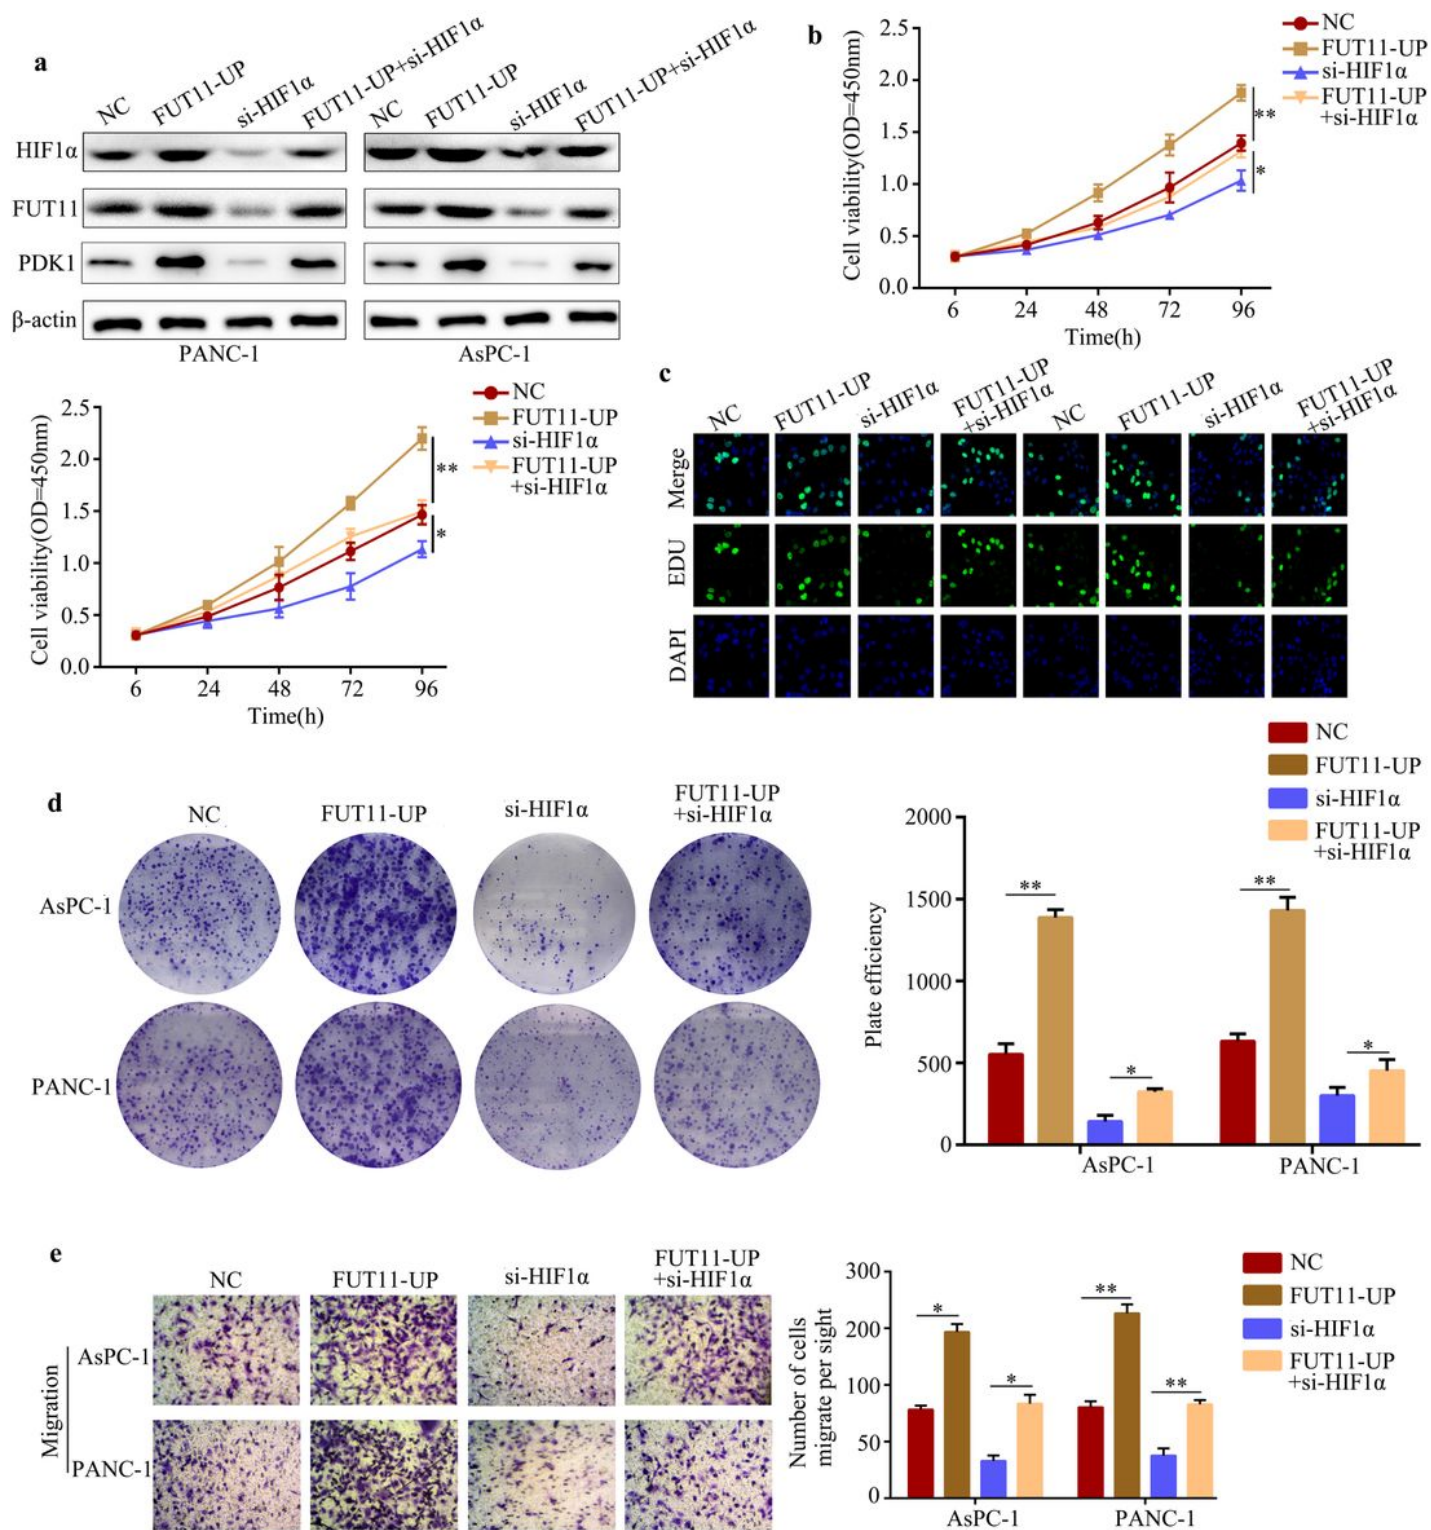 a
NC
FUT11-UP
si-HIF1α
FUT11-UP+si-HIF1α
NC
FUT11-UP
si-HIF1α
FUT11-UP+si-HIF1α
HIF1α
FUT11
PDK1
β-actin
PANC-1
AsPC-1
b
NC
FUT11-UP
si-HIF1α
FUT11-UP
+si-HIF1α
Cell viability(OD=450nm)
2.5
2.0
1.5
1.0
0.5
0.0
**
*
6 24 48 72 96
Time(h)
NC
FUT11-UP
si-HIF1α
FUT11-UP
+si-HIF1α
Cell viability(OD=450nm)
2.5
2.0
1.5
1.0
0.5
0.0
**
*
6 24 48 72 96
Time(h)
c
NC
FUT11-UP
si-HIF1α
FUT11-UP
+si-HIF1α
NC
FUT11-UP
si-HIF1α
FUT11-UP
+si-HIF1α
Merge
EDU
DAPI
d
NC
FUT11-UP
si-HIF1α
FUT11-UP
+si-HIF1α
AsPC-1
PANC-1
NC
FUT11-UP
si-HIF1α
FUT11-UP
+si-HIF1α
Plate efficiency
2000
1500
1000
500
0
** * ** *
AsPC-1 PANC-1
e
NC
FUT11-UP
si-HIF1α
FUT11-UP
+si-HIF1α
Migration
AsPC-1
PANC-1
NC
FUT11-UP
si-HIF1α
FUT11-UP
+si-HIF1α
Number of cells
migrate per sight
300
200
100
50
0
* * ** **
AsPC-1 PANC-1